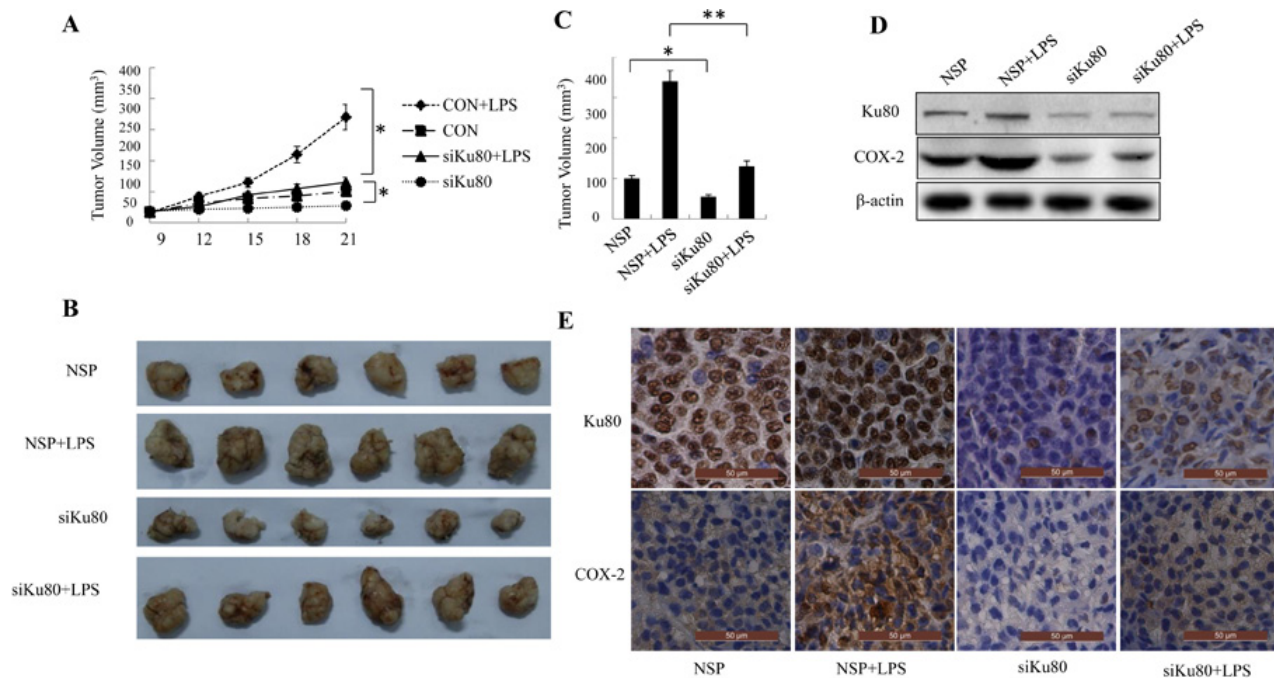 A
Tumor Volume (mm³)
400
300
250
200
150
100
50
0
9 12 15 18 21
CON+LPS
CON
siKu80+LPS
siKu80
*
*
B
NSP
NSP+LPS
siKu80
siKu80+LPS
C
**
*
Tumor Volume (mm³)
400
300
200
100
0
NSP
NSP+LPS
siKu80
siKu80+LPS
D
NSP NSP+LPS siKu80 siKu80+LPS
Ku80
COX-2
β-actin
E
Ku80
50 µm 50 µm 50 µm 50 µm
COX-2
50 µm 50 µm 50 µm 50 µm
NSP NSP+LPS siKu80 siKu80+LPS